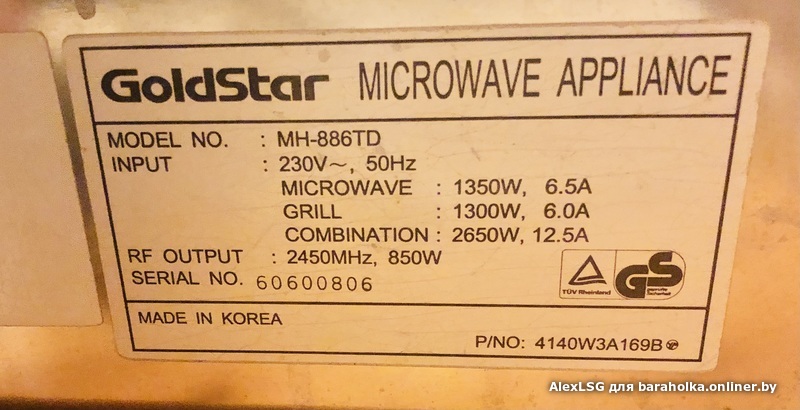 GoldStar MICROWAVE APPLIANCE
MODEL NO. : MH-886TD
INPUT : 230V~, 50Hz
MICROWAVE : 1350W, 6.5A
GRILL : 1300W, 6.0A
COMBINATION : 2650W, 12.5A
RF OUTPUT : 2450MHz, 850W
SERIAL NO. 60600806
TÜV Rheinland
GS
geprüfte
Sicherheit
MADE IN KOREA
P/NO: 4140W3A169B
AlexLSG для baraholka.onliner.by